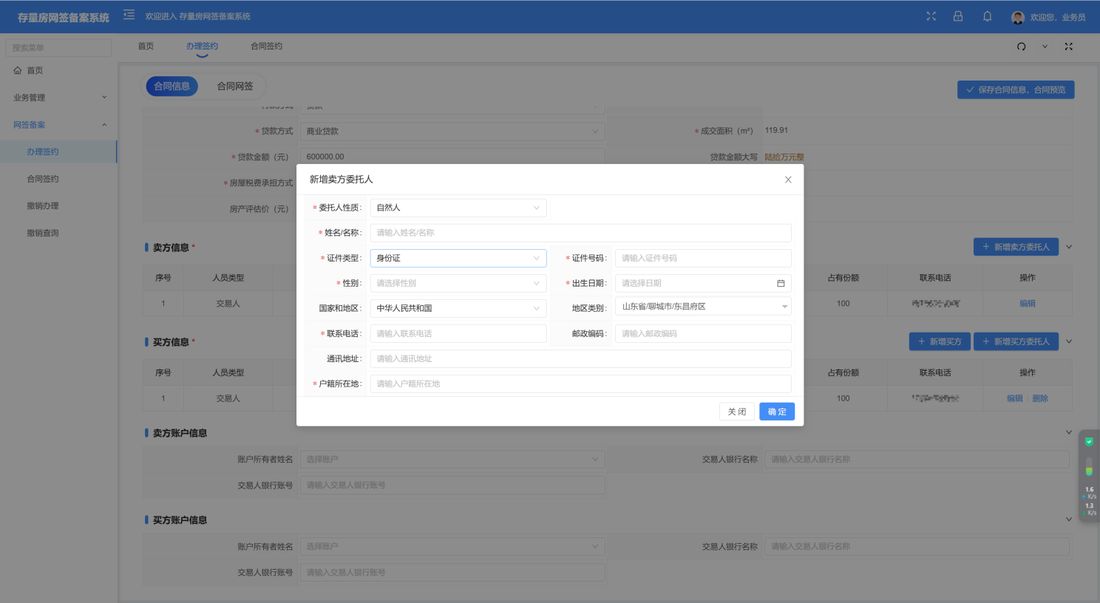 存量房网签备案系统 欢迎进入 存量房网签备案系统 欢迎您，业务员
搜索菜单 首页 办理签约 合同签约
首页
业务管理
网签备案
办理签约
合同签约
撤销办理
撤销查询
合同信息 合同网签 保存合同信息，合同预览
* 贷款方式 商业贷款 * 成交面积（m²） 119.91
* 贷款金额（元） 600000.00 贷款金额大写 陆拾万元整
* 房屋税费承担方式
房产评估价（元）
卖方信息 * + 新增卖方委托人
序号 人员类型 占有份额 联系电话 操作
1 交易人 100 编辑
买方信息 * + 新增买方 + 新增买方委托人
序号 人员类型 占有份额 联系电话 操作
1 交易人 100 编辑 删除
卖方账户信息
账户所有者姓名 选择账户 交易人银行名称 请输入交易人银行名称
交易人银行账号 请输入交易人银行账号
买方账户信息
账户所有者姓名 选择账户 交易人银行名称 请输入交易人银行名称
交易人银行账号 请输入交易人银行账号
新增卖方委托人
* 委托人性质： 自然人
* 姓名/名称： 请输入姓名/名称
* 证件类型： 身份证 * 证件号码： 请输入证件号码
* 性别： 请选择性别 * 出生日期： 请选择日期
国家和地区： 中华人民共和国 地区类别： 山东省/聊城市/东昌府区
* 联系电话： 请输入联系电话 邮政编码： 请输入邮政编码
通讯地址： 请输入通讯地址
* 户籍所在地： 请输入户籍所在地
关 闭 确 定
1.6
K/s
1.3
K/s